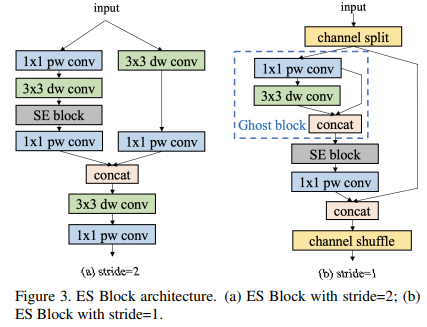 input
1x1 pw conv
3x3 dw conv
3x3 dw conv
SE block
1x1 pw conv
1x1 pw conv
concat
3x3 dw conv
1x1 pw conv
(a) stride=2
input
channel split
1x1 pw conv
3x3 dw conv
Ghost block
concat
SE block
1x1 pw conv
concat
channel shuffle
(b) stride=1
Figure 3. ES Block architecture. (a) ES Block with stride=2; (b)
ES Block with stride=1.